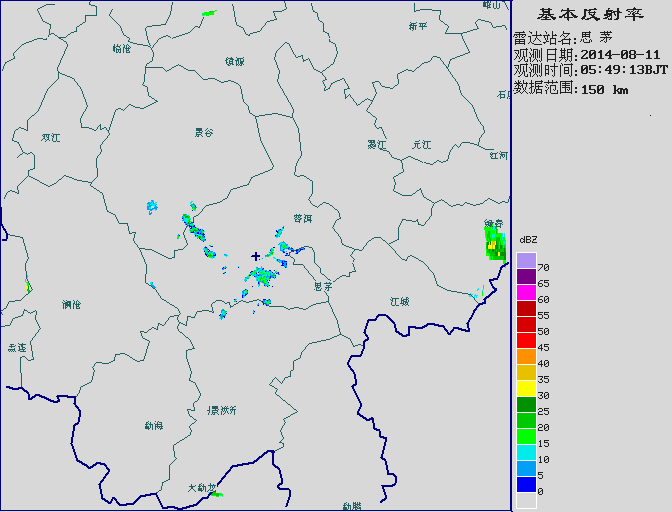 基本反射率
雷达站名:思 茅
观测日期:2014-08-11
观测时间:05:49:13BJT
数据范围:150 km
dBZ
70
65
60
55
50
45
40
35
30
25
20
15
10
5
0
峨山
新平
临沧
镇源
石
双江
景谷
墨江
元江
红河
普洱
绿春
思茅
江城
澜沧
孟连
勐海
大勐龙
勐腊